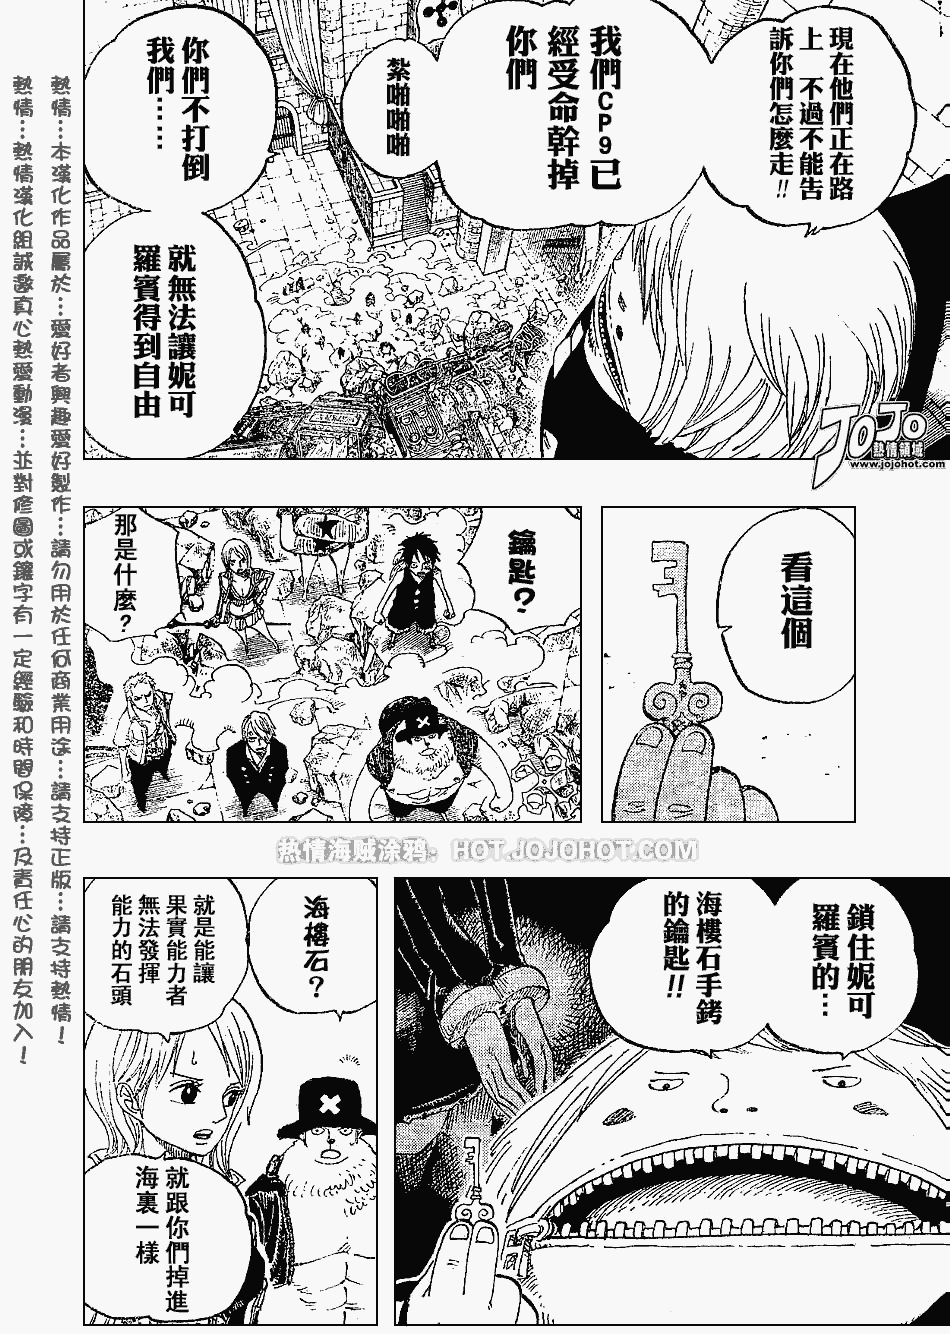 現在他們正在路
上 不過不能告
訴你們怎麼走!!
我們CP9已
經受命幹掉
你們
紮啪啪啪
你們不打倒
我們……
就無法讓妮可
羅賓得到自由
JOJO
熱情領域
www.jojohot.com
看這個
鑰匙?
那是什麼?
热情海贼涂鸦: HOT.JOJOHOT.COM
鎖住妮可
羅賓的…
海樓石手銬
的鑰匙!!
海樓石?
就是能讓
果實能力者
無法發揮
能力的石頭
就跟你們掉進
海裏一樣
熱情…本漢化作品屬於…愛好者興趣愛好製作…請勿用於任何商業用途…請支持正版…請支持熱情!
熱情…熱情漢化組誠邀真心熱愛動漫…並對修圖或鑲字有一定經驗和時間保障…及責任心的朋友加入!